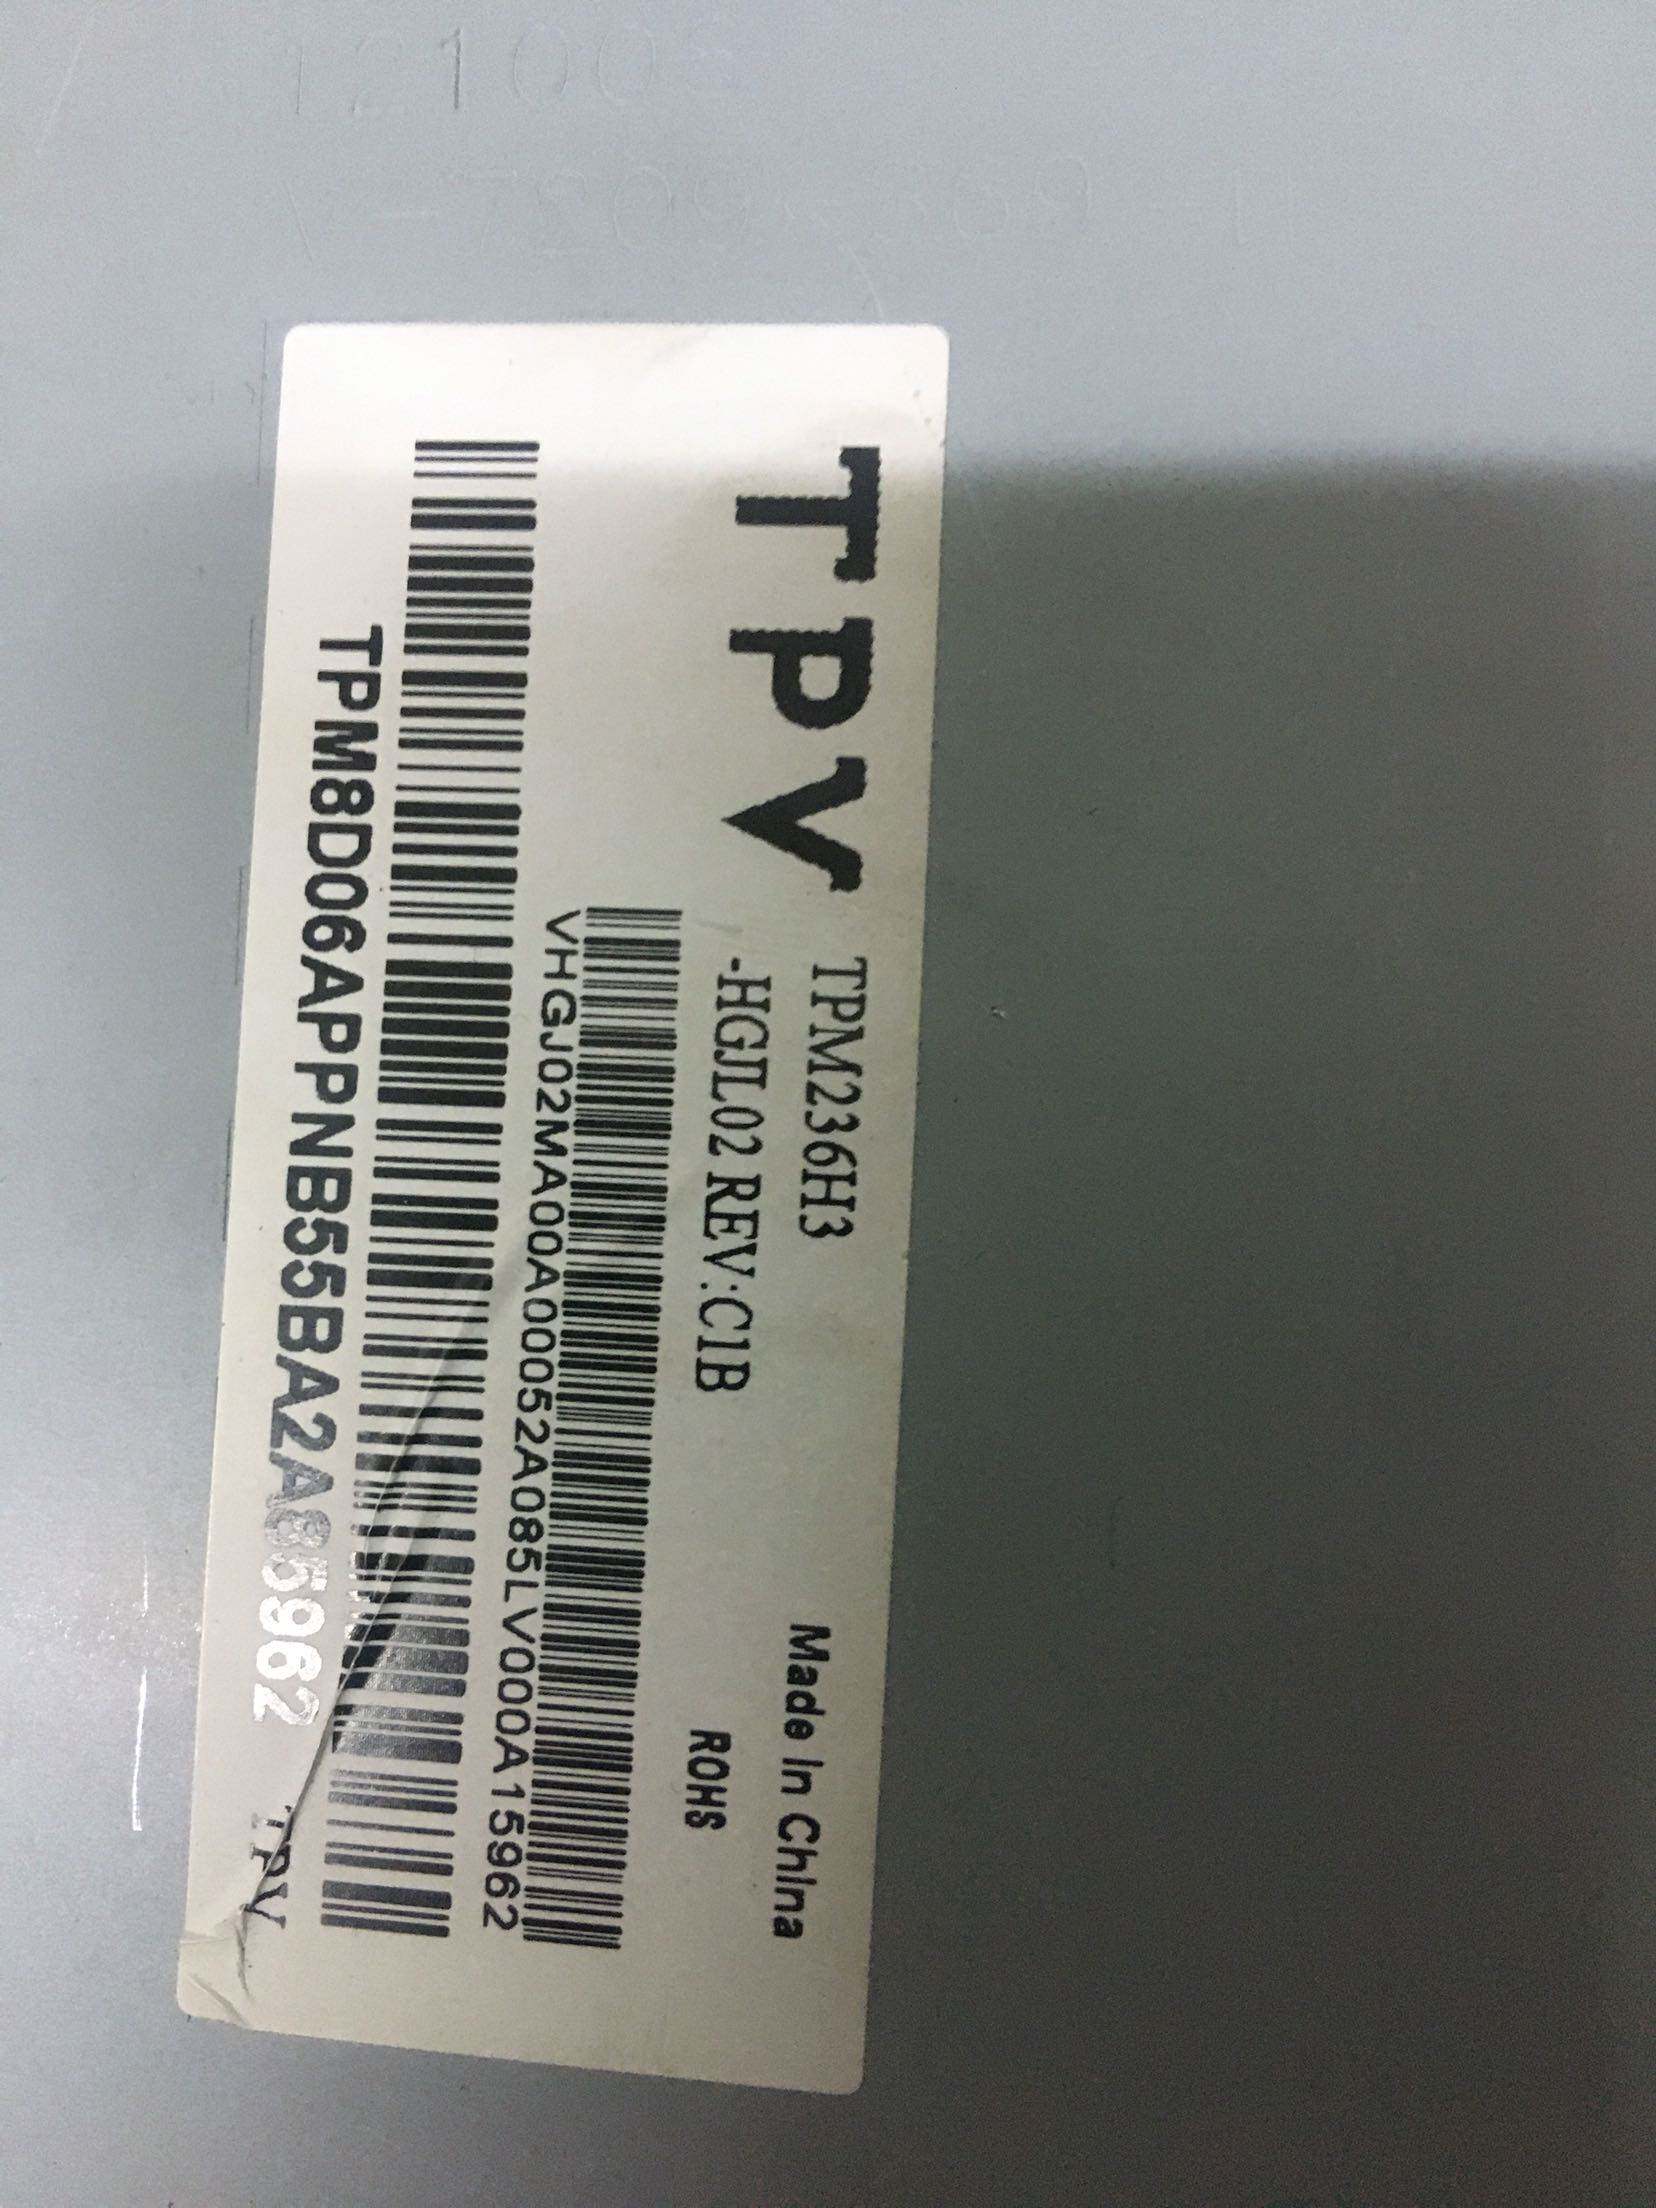 TPV
TPM236H3
-HGJL02 REV:C1B
Made In China
ROHS
VHGJ02MA00A00052A085LV000A15962
TPM8D06APPNB55BA2A85962
TPV